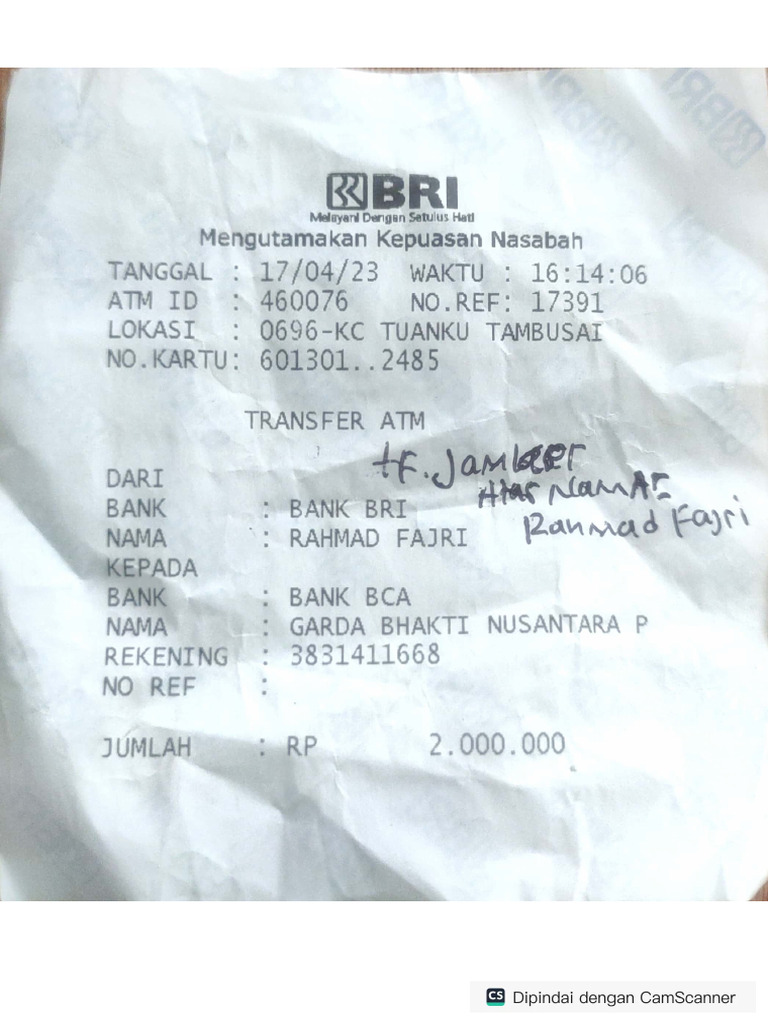 BRI
Melayani Dengan Setulus Hati
Mengutamakan Kepuasan Nasabah
TANGGAL : 17/04/23 WAKTU : 16:14:06
ATM ID : 460076 NO.REF: 17391
LOKASI : 0696-KC TUANKU TAMBUSAI
NO.KARTU: 601301..2485
TRANSFER ATM
tf. Jamber
Atas Nama
Rahmad Fajri
DARI
BANK : BANK BRI
NAMA : RAHMAD FAJRI
KEPADA
BANK : BANK BCA
NAMA : GARDA BHAKTI NUSANTARA P
REKENING : 3831411668
NO REF :
JUMLAH : RP 2.000.000
CS Dipindai dengan CamScanner